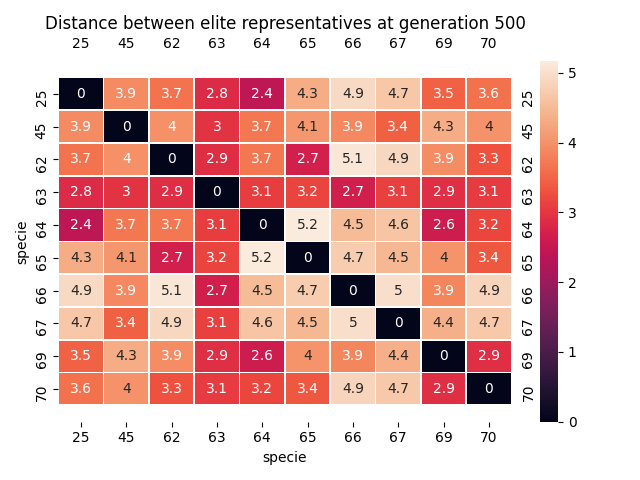 Distance between elite representatives at generation 500
25 45 62 63 64 65 66 67 69 70
25 0 3.9 3.7 2.8 2.4 4.3 4.9 4.7 3.5 3.6 25
45 3.9 0 4 3 3.7 4.1 3.9 3.4 4.3 4 45
62 3.7 4 0 2.9 3.7 2.7 5.1 4.9 3.9 3.3 62
63 2.8 3 2.9 0 3.1 3.2 2.7 3.1 2.9 3.1 63
64 2.4 3.7 3.7 3.1 0 5.2 4.5 4.6 2.6 3.2 64
65 4.3 4.1 2.7 3.2 5.2 0 4.7 4.5 4 3.4 65
66 4.9 3.9 5.1 2.7 4.5 4.7 0 5 3.9 4.9 66
67 4.7 3.4 4.9 3.1 4.6 4.5 5 0 4.4 4.7 67
69 3.5 4.3 3.9 2.9 2.6 4 3.9 4.4 0 2.9 69
70 3.6 4 3.3 3.1 3.2 3.4 4.9 4.7 2.9 0 70
25 45 62 63 64 65 66 67 69 70
specie
specie
5
4
3
2
1
0